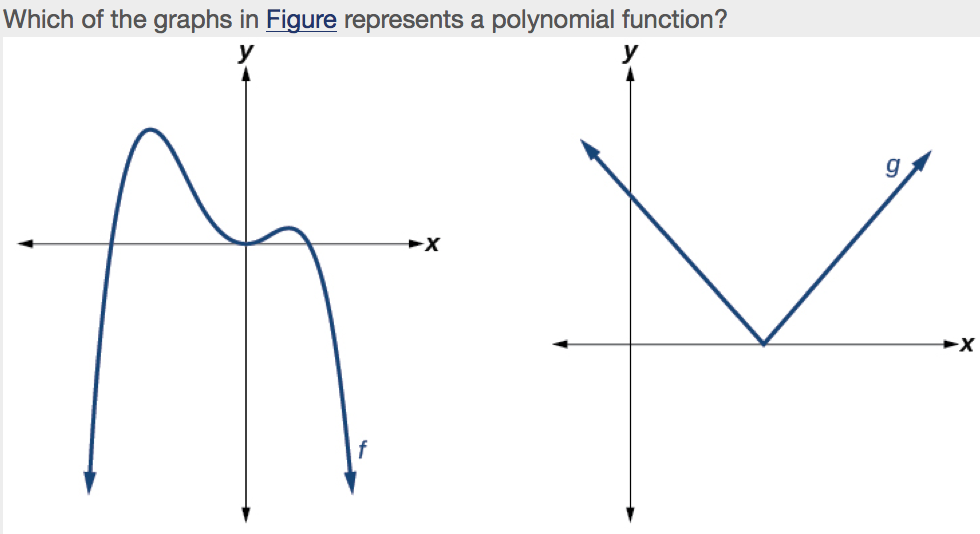 Which of the graphs in Figure represents a polynomial function?
y
y
g
x
x
f